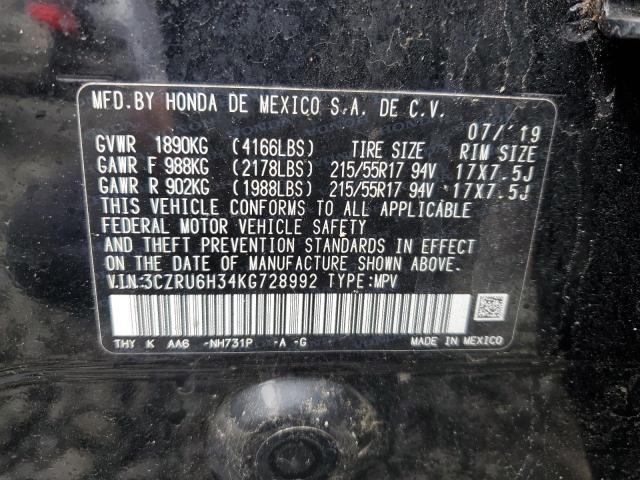 MFD.BY HONDA DE MEXICO S.A. DE C.V.
07/'19
GVWR 1890KG (4166LBS) TIRE SIZE RIM SIZE
GAWR F 988KG (2178LBS) 215/55R17 94V 17X7.5J
GAWR R 902KG (1988LBS) 215/55R17 94V 17X7.5J
THIS VEHICLE CONFORMS TO ALL APPLICABLE
FEDERAL MOTOR VEHICLE SAFETY
AND THEFT PREVENTION STANDARDS IN EFFECT
ON THE DATE OF MANUFACTURE SHOWN ABOVE.
V.I.N:3CZRU6H34KG728992 TYPE:MPV
THY K AA6 -NH731P -A -G MADE IN MEXICO